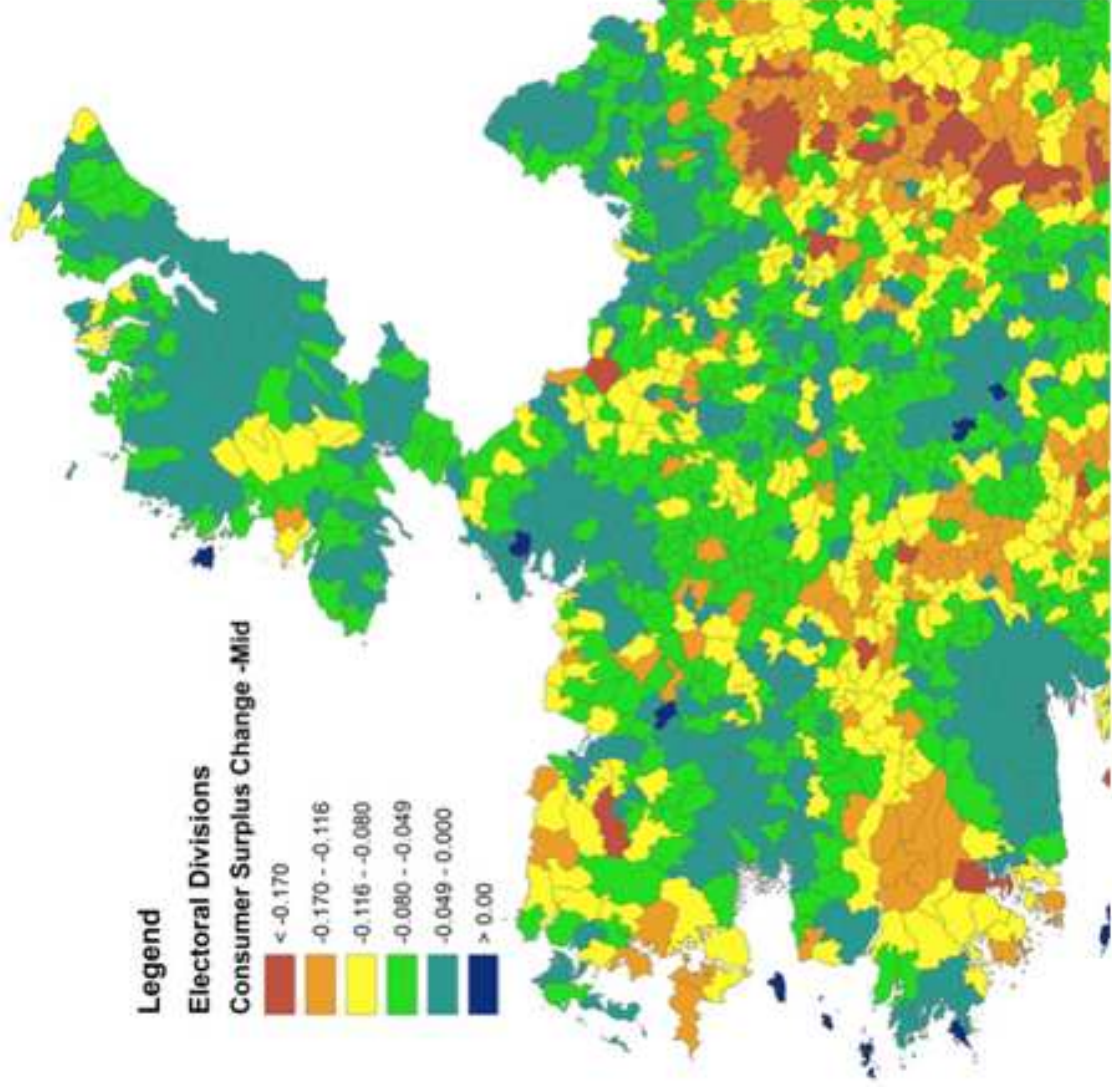 Legend
Electoral Divisions
Consumer Surplus Change -Mid
< -0.170
-0.170 - -0.116
-0.116 - -0.080
-0.080 - -0.049
-0.049 - 0.000
> 0.00